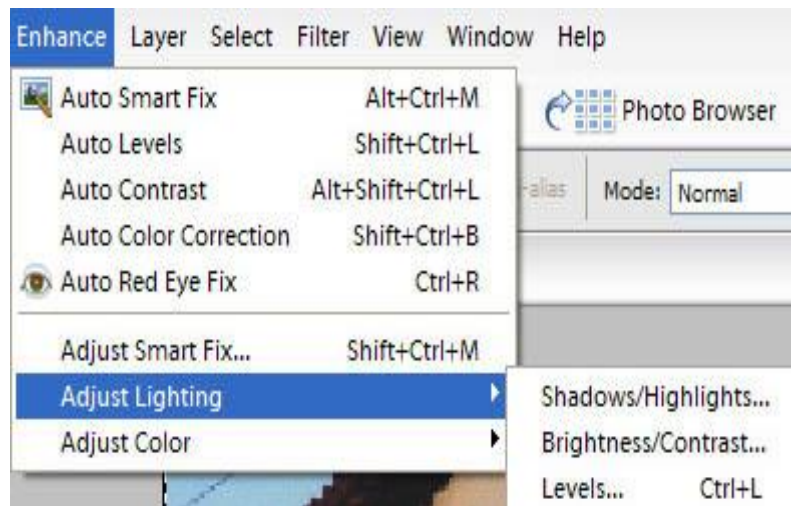 Enhance Layer Select Filter View Window Help
Auto Smart Fix Alt+Ctrl+M
Photo Browser
Auto Levels Shift+Ctrl+L
Auto Contrast Alt+Shift+Ctrl+L
Mode: Normal
Auto Color Correction Shift+Ctrl+B
Auto Red Eye Fix Ctrl+R
Adjust Smart Fix... Shift+Ctrl+M
Adjust Lighting
Adjust Color
Shadows/Highlights...
Brightness/Contrast...
Levels... Ctrl+L